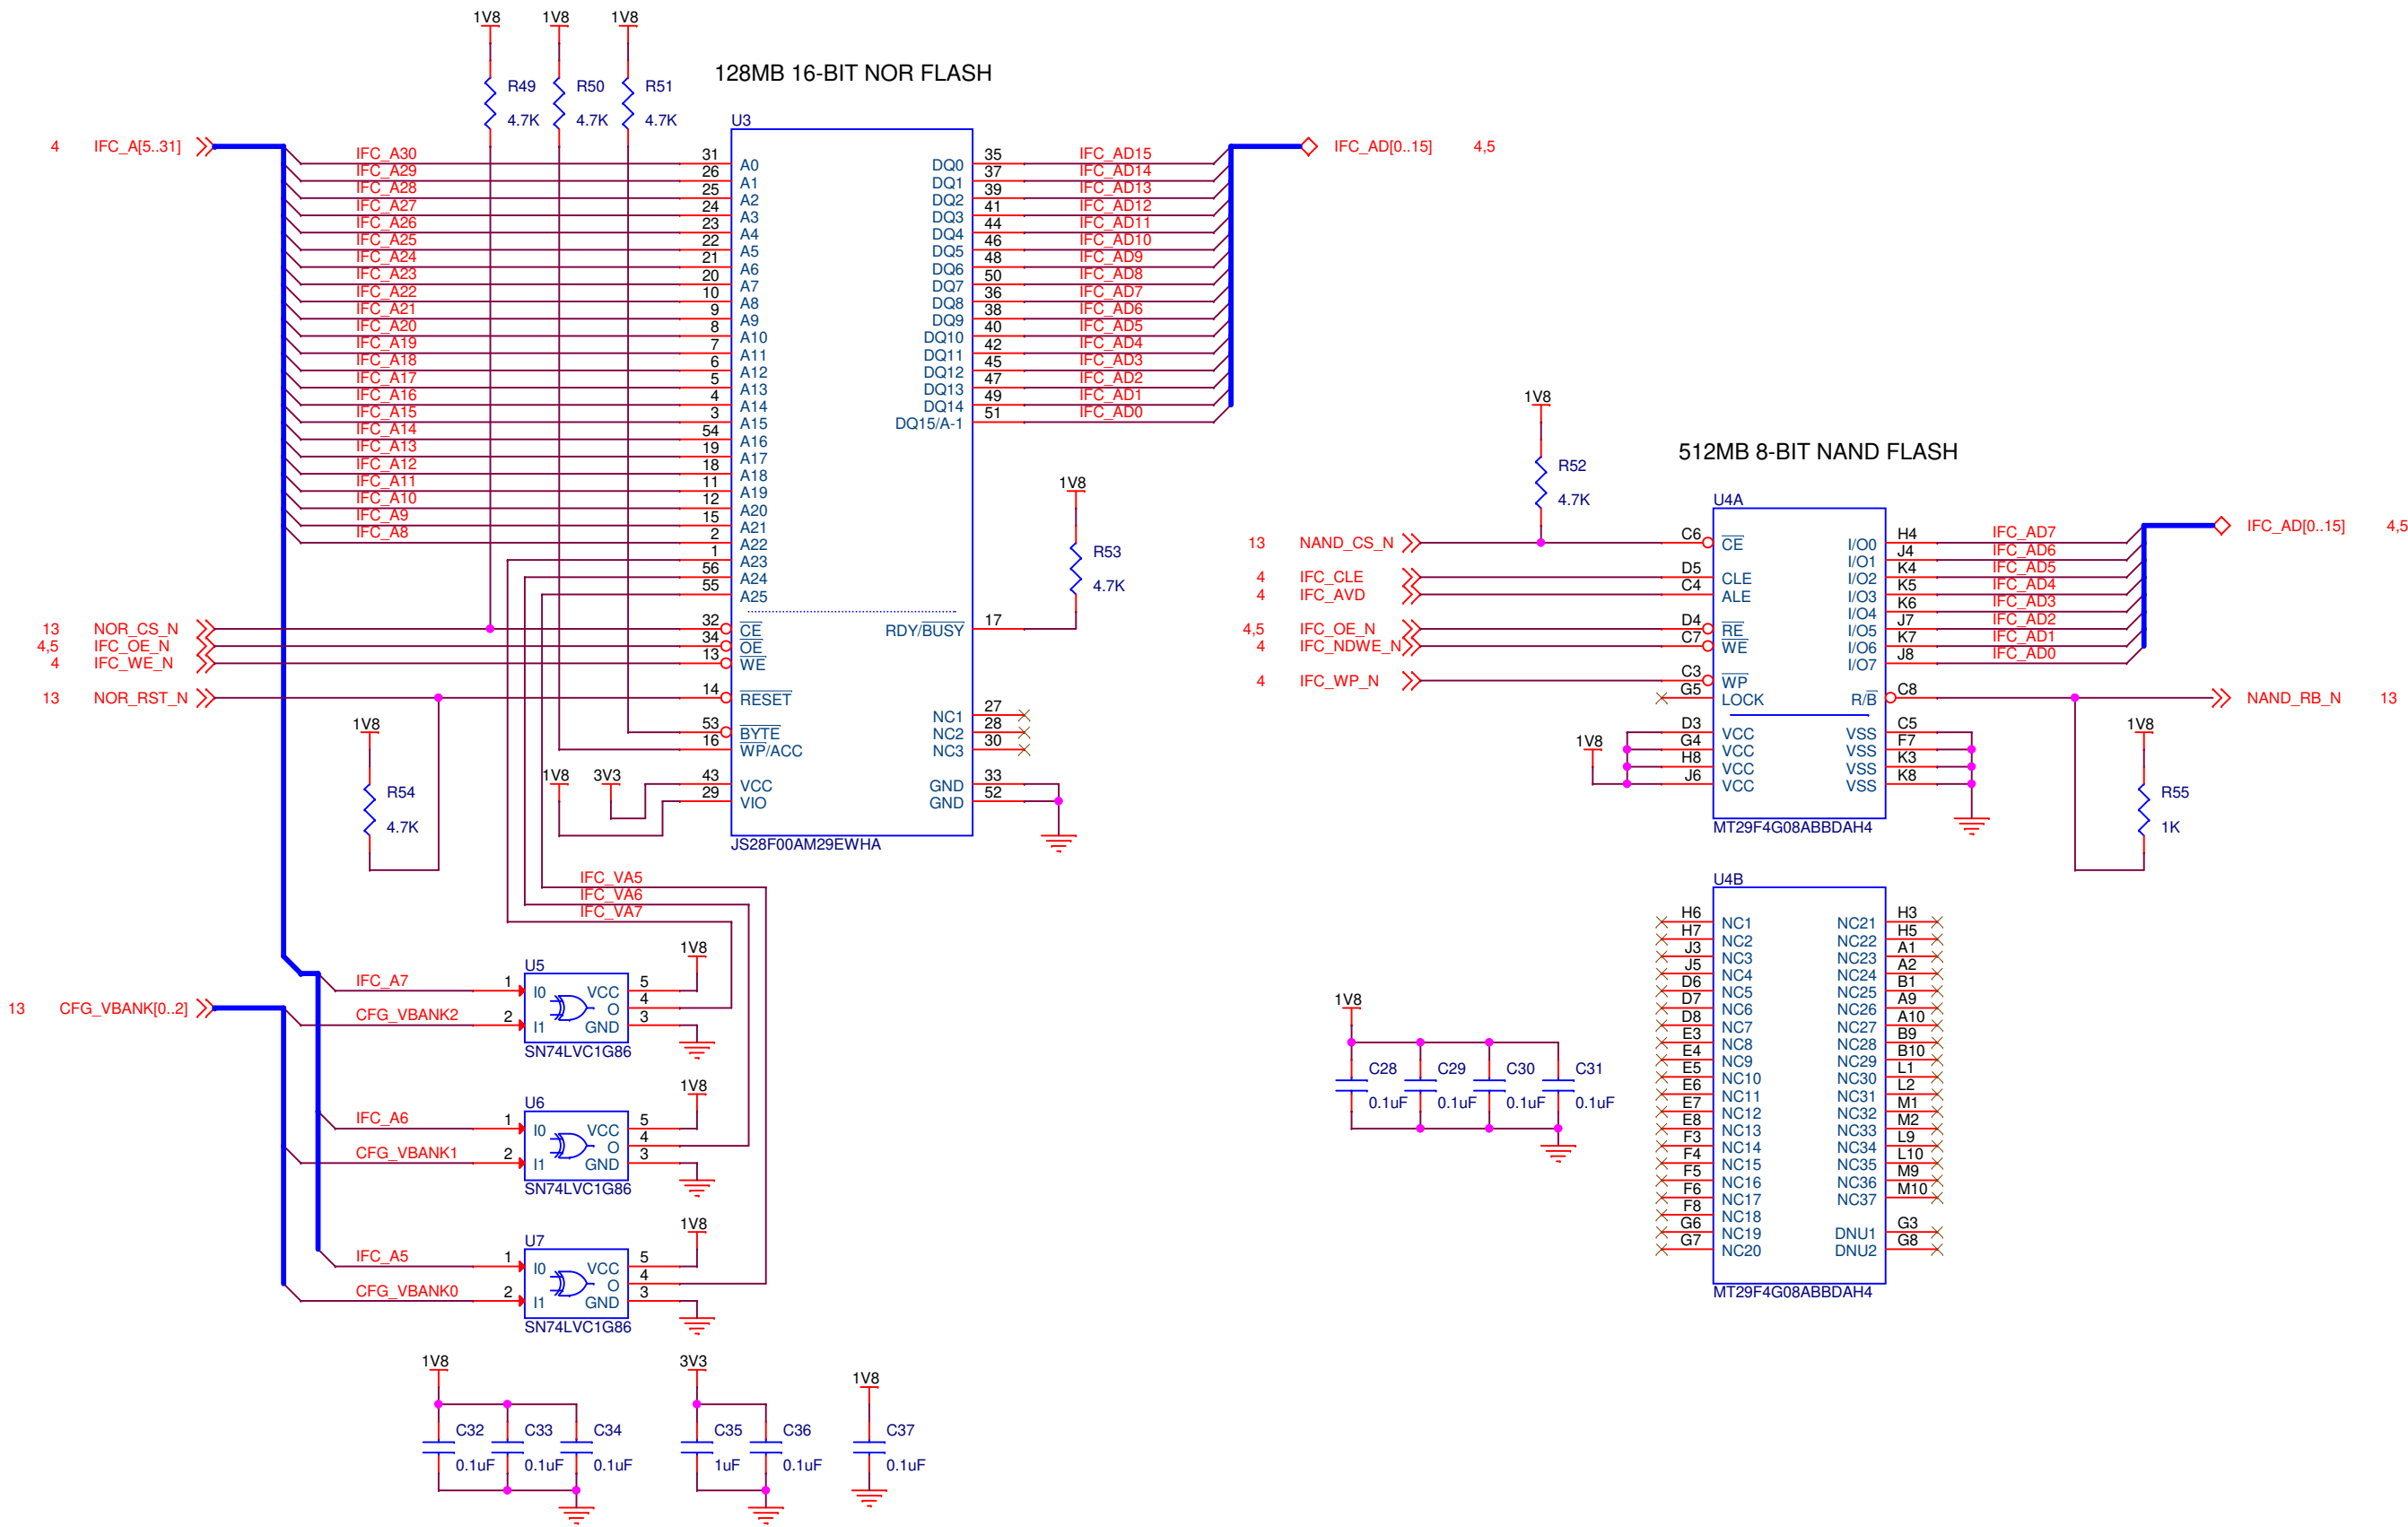 1V8 1V8 1V8
R49 R50 R51
4.7K 4.7K 4.7K
128MB 16-BIT NOR FLASH
U3
4 IFC_A[5..31]
IFC_A30 31 A0
IFC_A29 26 A1
IFC_A28 25 A2
IFC_A27 24 A3
IFC_A26 23 A4
IFC_A25 22 A5
IFC_A24 21 A6
IFC_A23 20 A7
IFC_A22 10 A8
IFC_A21 9 A9
IFC_A20 8 A10
IFC_A19 7 A11
IFC_A18 6 A12
IFC_A17 5 A13
IFC_A16 4 A14
IFC_A15 3 A15
IFC_A14 54 A16
IFC_A13 19 A17
IFC_A12 18 A18
IFC_A11 11 A19
IFC_A10 12 A20
IFC_A9 15 A21
IFC_A8 2 A22
1 A23
56 A24
55 A25
13 NOR_CS_N 32 CE
4,5 IFC_OE_N 34 OE
4 IFC_WE_N 13 WE
13 NOR_RST_N 14 RESET
53 BYTE
16 WP/ACC
1V8 3V3
43 VCC
29 VIO
DQ0 35 IFC_AD15
DQ1 37 IFC_AD14
DQ2 39 IFC_AD13
DQ3 41 IFC_AD12
DQ4 44 IFC_AD11
DQ5 46 IFC_AD10
DQ6 48 IFC_AD9
DQ7 50 IFC_AD8
DQ8 36 IFC_AD7
DQ9 38 IFC_AD6
DQ10 40 IFC_AD5
DQ11 42 IFC_AD4
DQ12 45 IFC_AD3
DQ13 47 IFC_AD2
DQ14 49 IFC_AD1
DQ15/A-1 51 IFC_AD0
IFC_AD[0..15] 4,5
1V8
R53
4.7K
RDY/BUSY 17
NC1 27
NC2 28
NC3 30
GND 33
GND 52
JS28F00AM29EWHA
1V8
R54
4.7K
IFC_VA5
IFC_VA6
IFC_VA7
13 CFG_VBANK[0..2]
U5
1V8
IFC_A7 1 I0 VCC 5
O 4
CFG_VBANK2 2 I1 GND 3
SN74LVC1G86
U6
1V8
IFC_A6 1 I0 VCC 5
O 4
CFG_VBANK1 2 I1 GND 3
SN74LVC1G86
U7
1V8
IFC_A5 1 I0 VCC 5
O 4
CFG_VBANK0 2 I1 GND 3
SN74LVC1G86
1V8 3V3 1V8
C32 C33 C34 C35 C36 C37
0.1uF 0.1uF 0.1uF 1uF 0.1uF 0.1uF
1V8
R52
4.7K
512MB 8-BIT NAND FLASH
U4A
13 NAND_CS_N C6 CE
4 IFC_CLE D5 CLE
4 IFC_AVD C4 ALE
4,5 IFC_OE_N D4 RE
4 IFC_NDWE_N C7 WE
4 IFC_WP_N C3 WP
G5 LOCK
1V8
D3 VCC
G4 VCC
H8 VCC
J6 VCC
I/O0 H4 IFC_AD7
I/O1 J4 IFC_AD6
I/O2 K4 IFC_AD5
I/O3 K5 IFC_AD4
I/O4 K6 IFC_AD3
I/O5 J7 IFC_AD2
I/O6 K7 IFC_AD1
I/O7 J8 IFC_AD0
IFC_AD[0..15] 4,5
R/B C8 NAND_RB_N 13
VSS C5
VSS F7
VSS K3
VSS K8
MT29F4G08ABBDAH4
1V8
R55
1K
U4B
H6 NC1 NC21 H3
H7 NC2 NC22 H5
J3 NC3 NC23 A1
J5 NC4 NC24 A2
D6 NC5 NC25 B1
D7 NC6 NC26 A9
D8 NC7 NC27 A10
E3 NC8 NC28 B9
E4 NC9 NC29 B10
E5 NC10 NC30 L1
E6 NC11 NC31 L2
E7 NC12 NC32 M1
E8 NC13 NC33 M2
F3 NC14 NC34 L9
F4 NC15 NC35 L10
F5 NC16 NC36 M9
F6 NC17 NC37 M10
F8 NC18
G6 NC19 DNU1 G3
G7 NC20 DNU2 G8
MT29F4G08ABBDAH4
1V8
C28 C29 C30 C31
0.1uF 0.1uF 0.1uF 0.1uF